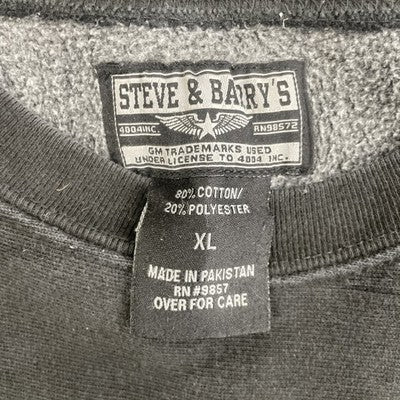 STEVE & BARRY'S
4004INC. RN98572
GM TRADEMARKS USED
UNDER LICENSE TO 4004 INC.
80% COTTON/
20% POLYESTER
XL
MADE IN PAKISTAN
RN #9857
OVER FOR CARE